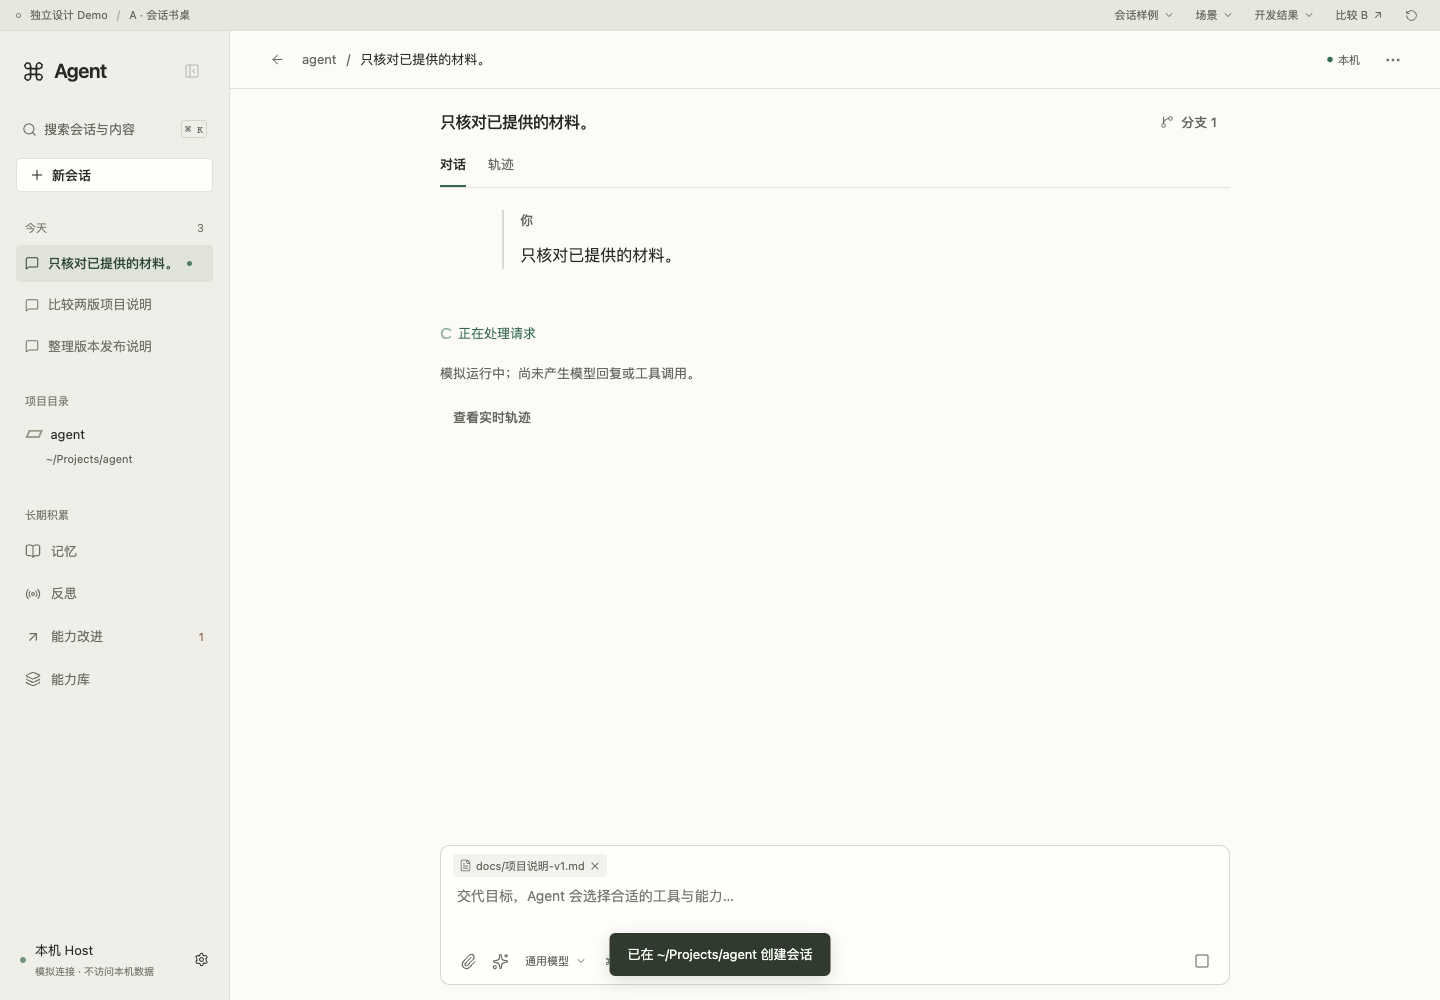 独立设计 Demo / A · 会话书桌
会话样例
场景
开发结果
比较 B
Agent
搜索会话与内容
⌘ K
新会话
今天
3
只核对已提供的材料。
比较两版项目说明
整理版本发布说明
项目目录
agent
~/Projects/agent
长期积累
记忆
反思
能力改进
1
能力库
本机 Host
模拟连接 · 不访问本机数据
agent / 只核对已提供的材料。
本机
只核对已提供的材料。
分支 1
对话
轨迹
你
只核对已提供的材料。
正在处理请求
模拟运行中；尚未产生模型回复或工具调用。
查看实时轨迹
docs/项目说明-v1.md
交代目标，Agent 会选择合适的工具与能力...
通用模型
已在 ~/Projects/agent 创建会话